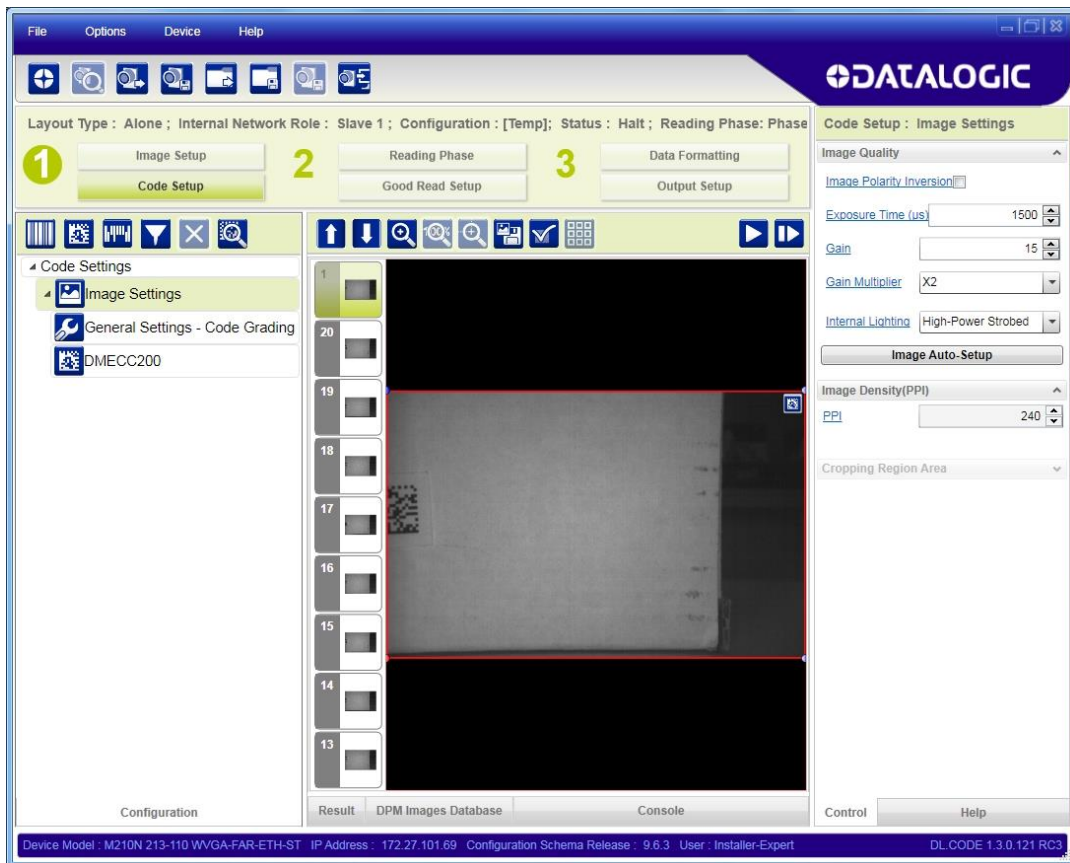 File Options Device Help
DATALOGIC
Layout Type : Alone ; Internal Network Role : Slave 1 ; Configuration : [Temp]; Status : Halt ; Reading Phase: Phase
1
Image Setup
Code Setup
2
Reading Phase
Good Read Setup
3
Data Formatting
Output Setup
Code Settings
Image Settings
General Settings - Code Grading
DMECC200
Configuration
1
20
19
18
17
16
15
14
13
Result DPM Images Database Console
Code Setup : Image Settings
Image Quality
Image Polarity Inversion
Exposure Time (us) 1500
Gain 15
Gain Multiplier X2
Internal Lighting High-Power Strobed
Image Auto-Setup
Image Density(PPI)
PPI 240
Cropping Region Area
Control Help
Device Model : M210N 213-110 WVGA-FAR-ETH-ST IP Address : 172.27.101.69 Configuration Schema Release : 9.6.3 User : Installer-Expert DL.CODE 1.3.0.121 RC3